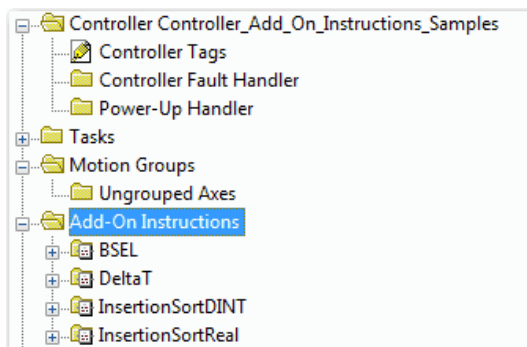 Controller Controller_Add_On_Instructions_Samples
Controller Tags
Controller Fault Handler
Power-Up Handler
Tasks
Motion Groups
Ungrouped Axes
Add-On Instructions
BSEL
DeltaT
InsertionSortDINT
InsertionSortReal